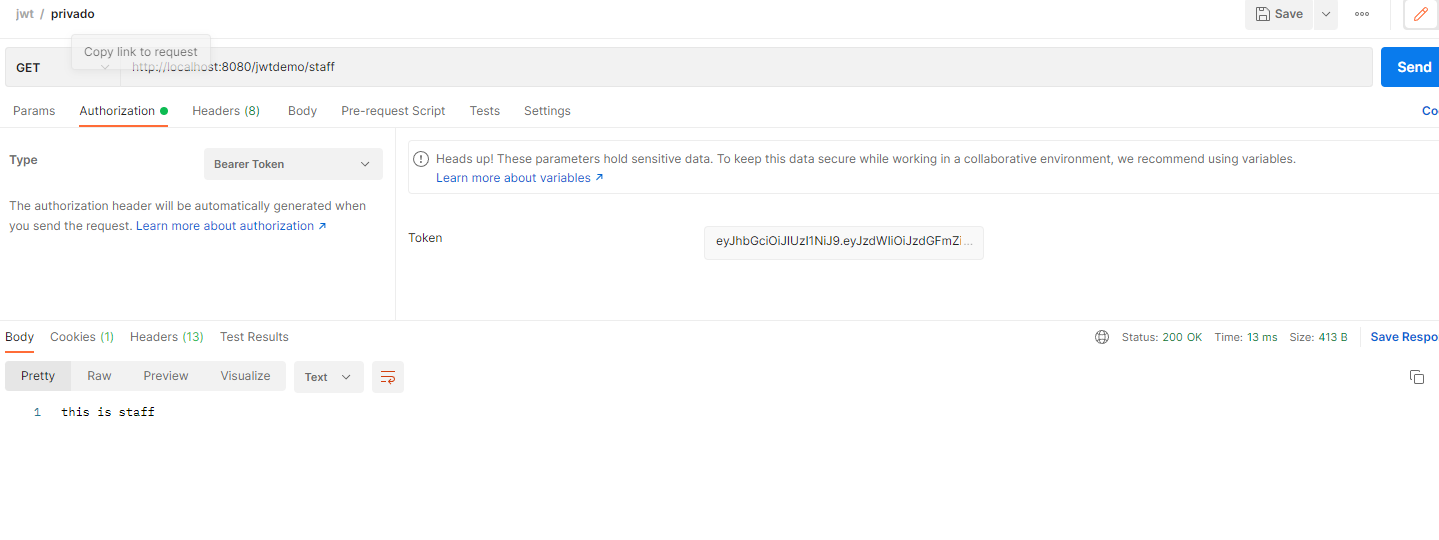 jwt / privado
Save
Copy link to request
GET
http://localhost:8080/jwtdemo/staff
Send
Params Authorization Headers (8) Body Pre-request Script Tests Settings
Co
Type
Bearer Token
The authorization header will be automatically generated when
you send the request. Learn more about authorization ↗
Heads up! These parameters hold sensitive data. To keep this data secure while working in a collaborative environment, we recommend using variables.
Learn more about variables ↗
Token
eyJhbGciOiJIUzI1NiJ9.eyJzdWIiOiJzdGFmZi...
Body Cookies (1) Headers (13) Test Results
Status: 200 OK Time: 13 ms Size: 413 B
Save Respo
Pretty Raw Preview Visualize Text
1 this is staff